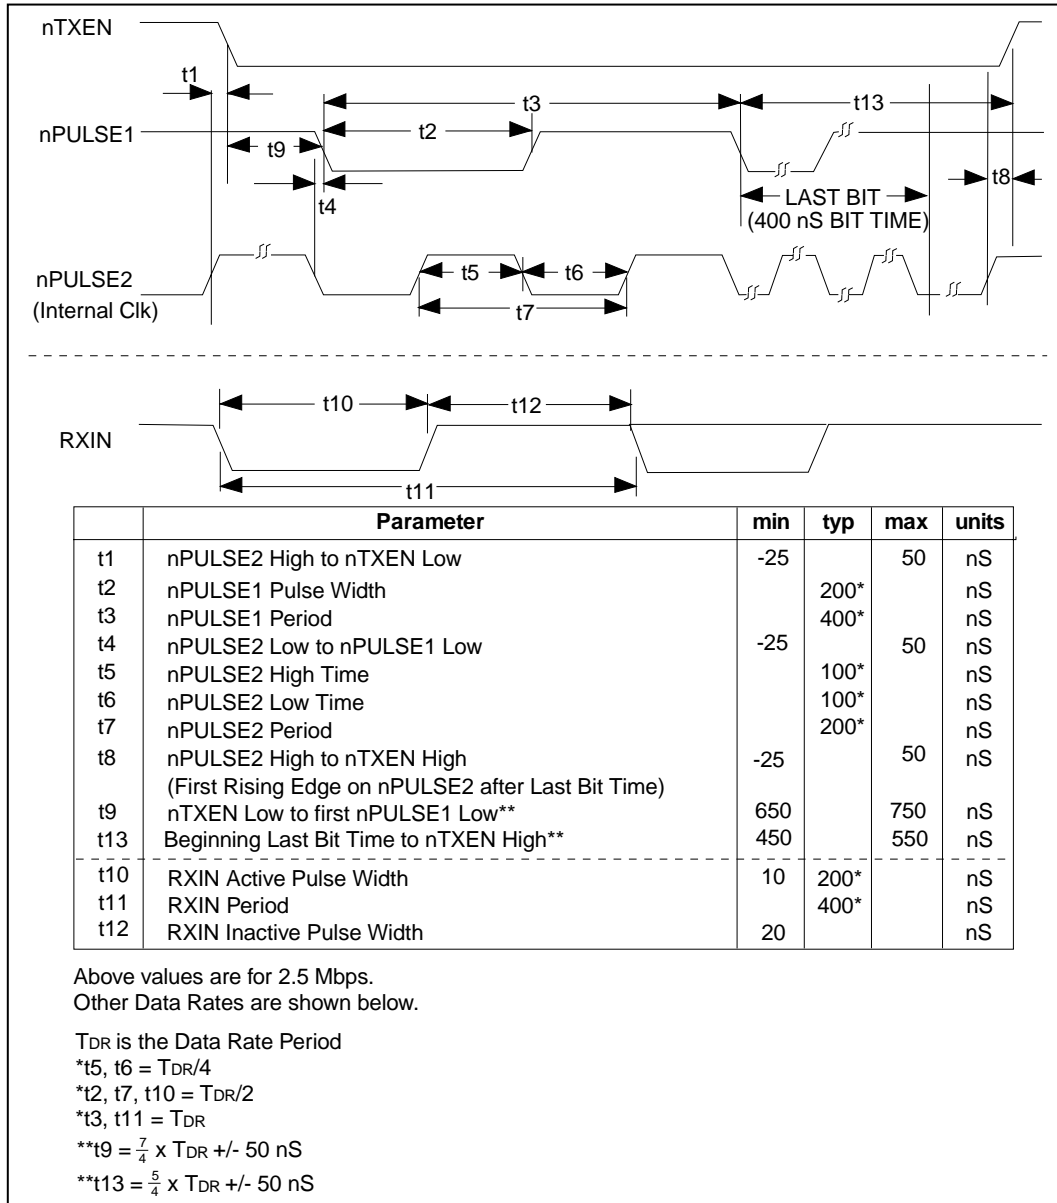 nTXEN
t1
t3
t13
nPULSE1
t2
t9
t4
t8
LAST BIT
(400 nS BIT TIME)
nPULSE2
(Internal Clk)
t5
t6
t7
t10
t12
RXIN
t11
Parameter min typ max units
t1 nPULSE2 High to nTXEN Low -25 50 nS
t2 nPULSE1 Pulse Width 200* nS
t3 nPULSE1 Period 400* nS
t4 nPULSE2 Low to nPULSE1 Low -25 50 nS
t5 nPULSE2 High Time 100* nS
t6 nPULSE2 Low Time 100* nS
t7 nPULSE2 Period 200* nS
t8 nPULSE2 High to nTXEN High -25 50 nS
(First Rising Edge on nPULSE2 after Last Bit Time)
t9 nTXEN Low to first nPULSE1 Low** 650 750 nS
t13 Beginning Last Bit Time to nTXEN High** 450 550 nS
t10 RXIN Active Pulse Width 10 200* nS
t11 RXIN Period 400* nS
t12 RXIN Inactive Pulse Width 20 nS
Above values are for 2.5 Mbps.
Other Data Rates are shown below.
TDR is the Data Rate Period
*t5, t6 = TDR/4
*t2, t7, t10 = TDR/2
*t3, t11 = TDR
**t9 = 7/4 x TDR +/- 50 nS
**t13 = 5/4 x TDR +/- 50 nS